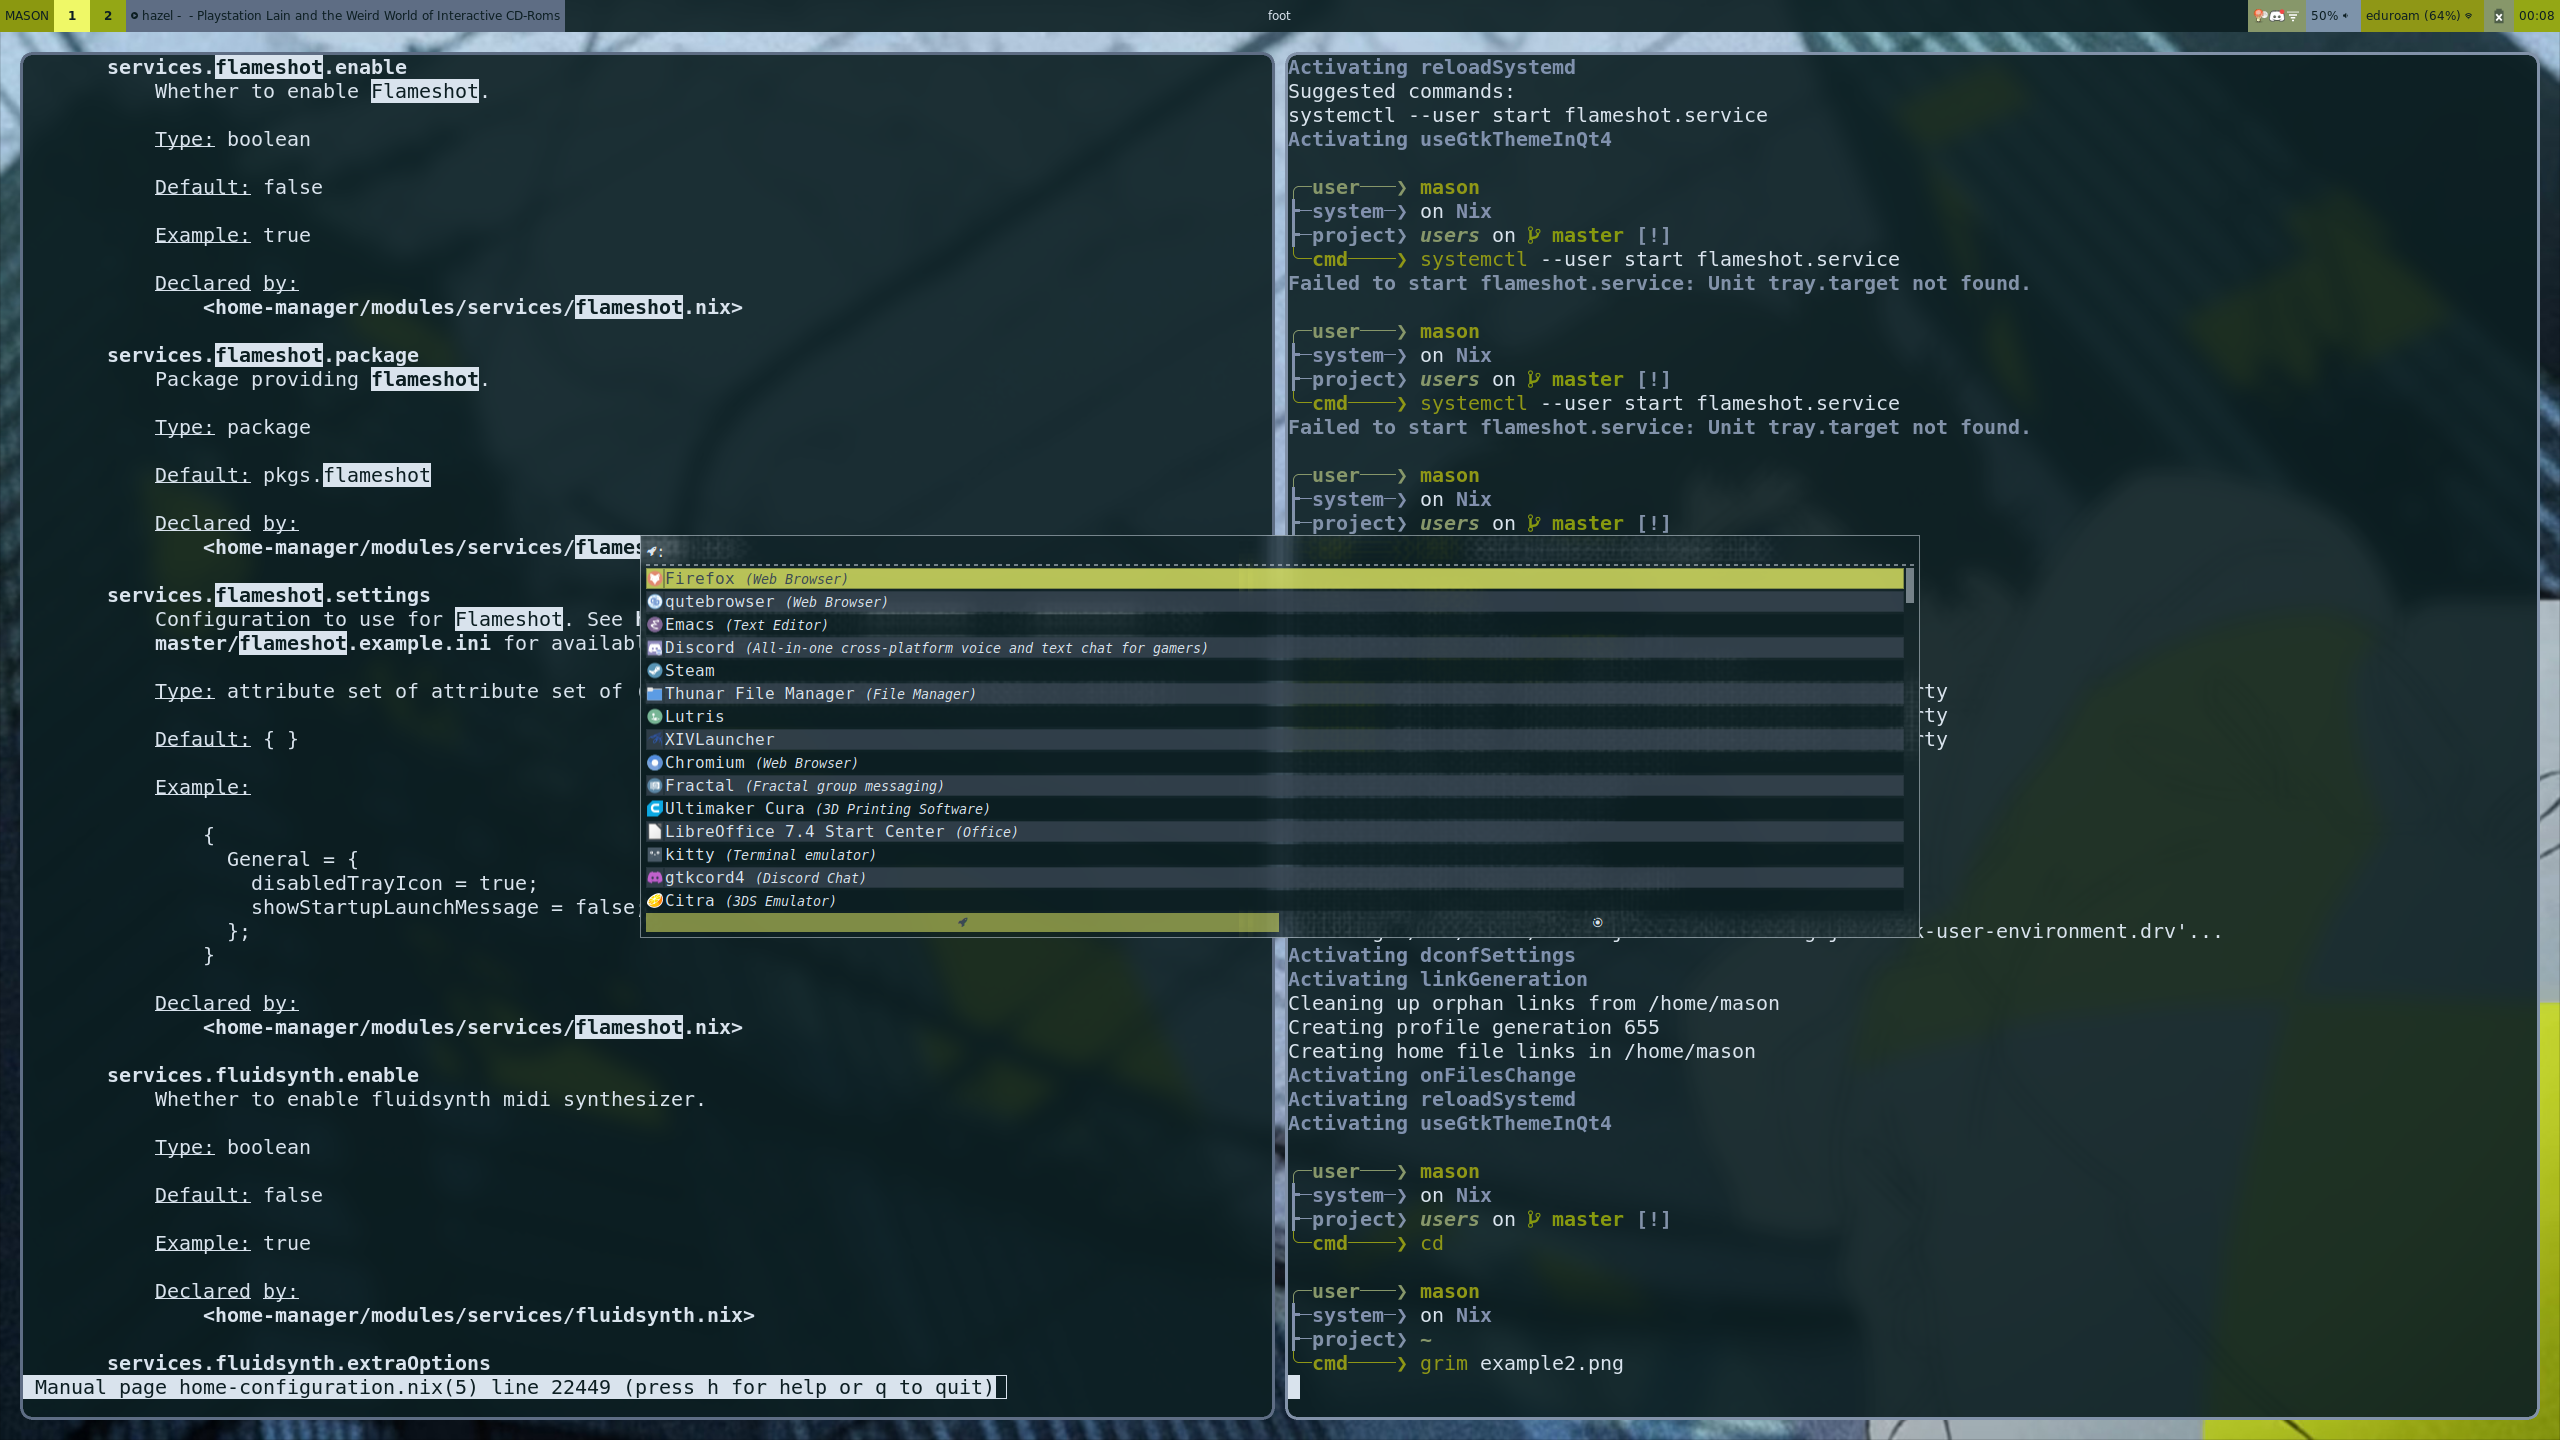 MASON 1 2 hazel - - Playstation Lain and the Weird World of Interactive CD-Roms
foot
50% eduroam (64%) 00:08
services.flameshot.enable
Whether to enable Flameshot.
Type: boolean
Default: false
Example: true
Declared by:
<home-manager/modules/services/flameshot.nix>
services.flameshot.package
Package providing flameshot.
Type: package
Default: pkgs.flameshot
Declared by:
<home-manager/modules/services/flames
services.flameshot.settings
Configuration to use for Flameshot. See
master/flameshot.example.ini for availabl
Type: attribute set of attribute set of
Default: { }
Example:
{
General = {
disabledTrayIcon = true;
showStartupLaunchMessage = false;
};
}
Declared by:
<home-manager/modules/services/flameshot.nix>
services.fluidsynth.enable
Whether to enable fluidsynth midi synthesizer.
Type: boolean
Default: false
Example: true
Declared by:
<home-manager/modules/services/fluidsynth.nix>
services.fluidsynth.extraOptions
Manual page home-configuration.nix(5) line 22449 (press h for help or q to quit)
:
Firefox (Web Browser)
qutebrowser (Web Browser)
Emacs (Text Editor)
Discord (All-in-one cross-platform voice and text chat for gamers)
Steam
Thunar File Manager (File Manager)
Lutris
XIVLauncher
Chromium (Web Browser)
Fractal (Fractal group messaging)
Ultimaker Cura (3D Printing Software)
LibreOffice 7.4 Start Center (Office)
kitty (Terminal emulator)
gtkcord4 (Discord Chat)
Citra (3DS Emulator)
Activating reloadSystemd
Suggested commands:
systemctl --user start flameshot.service
Activating useGtkThemeInQt4
user ❯ mason
system ❯ on Nix
project❯ users on master [!]
cmd ❯ systemctl --user start flameshot.service
Failed to start flameshot.service: Unit tray.target not found.
user ❯ mason
system ❯ on Nix
project❯ users on master [!]
cmd ❯ systemctl --user start flameshot.service
Failed to start flameshot.service: Unit tray.target not found.
user ❯ mason
system ❯ on Nix
project❯ users on master [!]
ty
ty
ty
-user-environment.drv'...
Activating dconfSettings
Activating linkGeneration
Cleaning up orphan links from /home/mason
Creating profile generation 655
Creating home file links in /home/mason
Activating onFilesChange
Activating reloadSystemd
Activating useGtkThemeInQt4
user ❯ mason
system ❯ on Nix
project❯ users on master [!]
cmd ❯ cd
user ❯ mason
system ❯ on Nix
project❯ ~
cmd ❯ grim example2.png